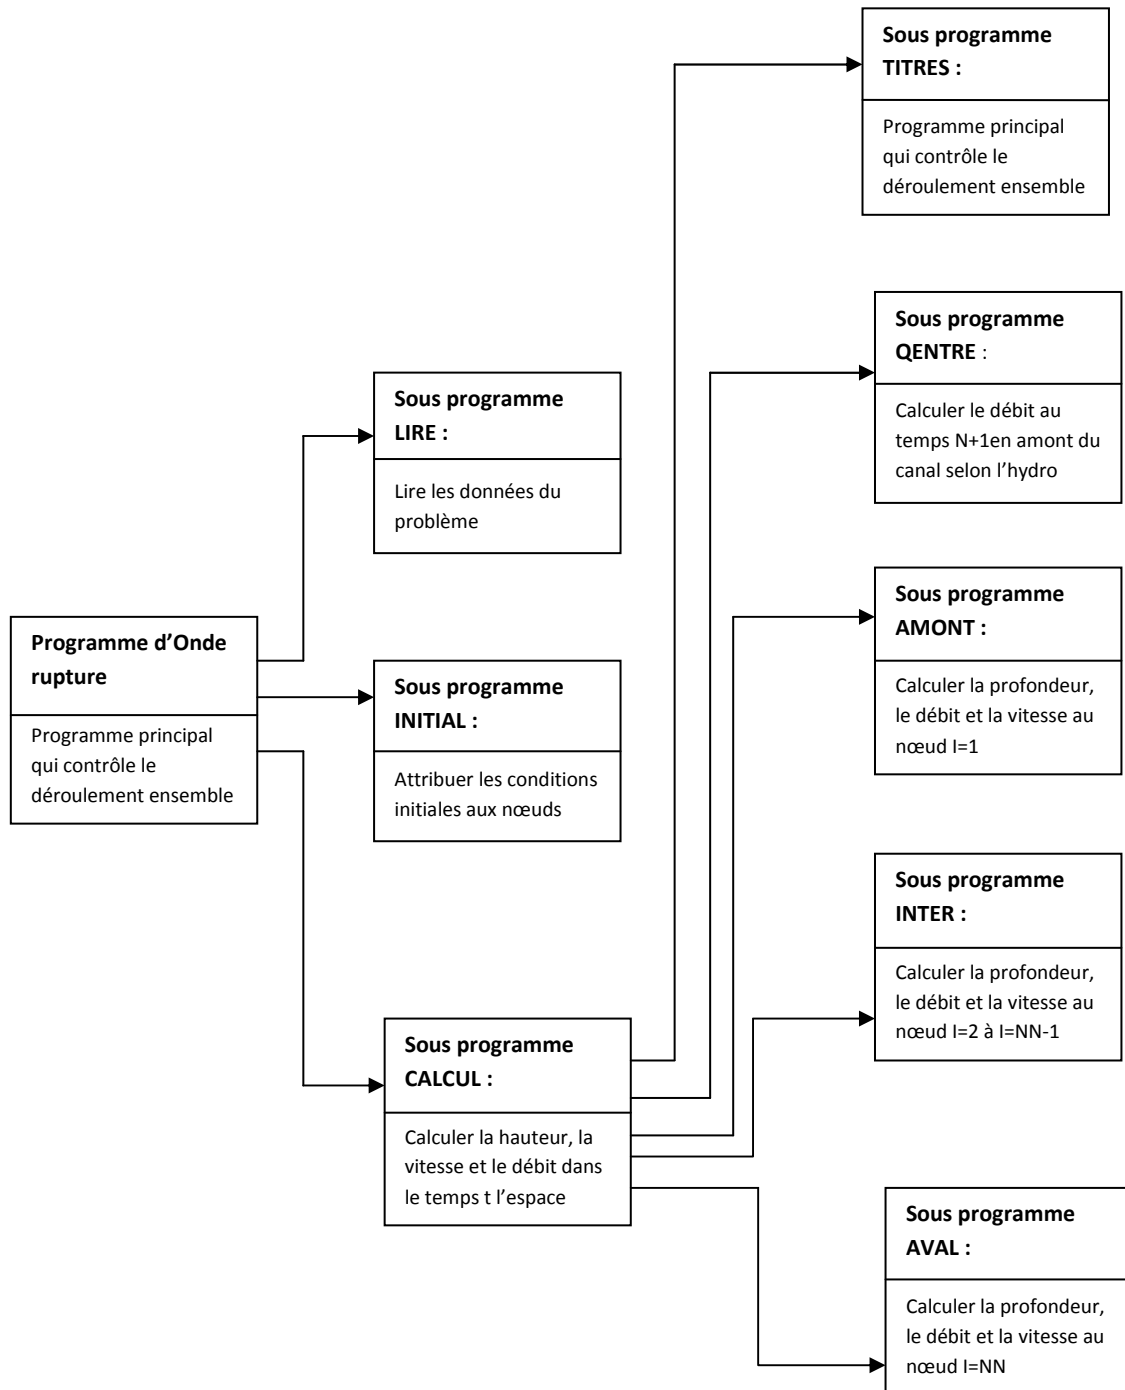 Programme d’Onde
rupture
Programme principal
qui contrôle le
déroulement ensemble
Sous programme
LIRE :
Lire les données du
problème
Sous programme
INITIAL :
Attribuer les conditions
initiales aux nœuds
Sous programme
CALCUL :
Calculer la hauteur, la
vitesse et le débit dans
le temps t l’espace
Sous programme
TITRES :
Programme principal
qui contrôle le
déroulement ensemble
Sous programme
QENTRE :
Calculer le débit au
temps N+1en amont du
canal selon l’hydro
Sous programme
AMONT :
Calculer la profondeur,
le débit et la vitesse au
nœud I=1
Sous programme
INTER :
Calculer la profondeur,
le débit et la vitesse au
nœud I=2 à I=NN-1
Sous programme
AVAL :
Calculer la profondeur,
le débit et la vitesse au
nœud I=NN